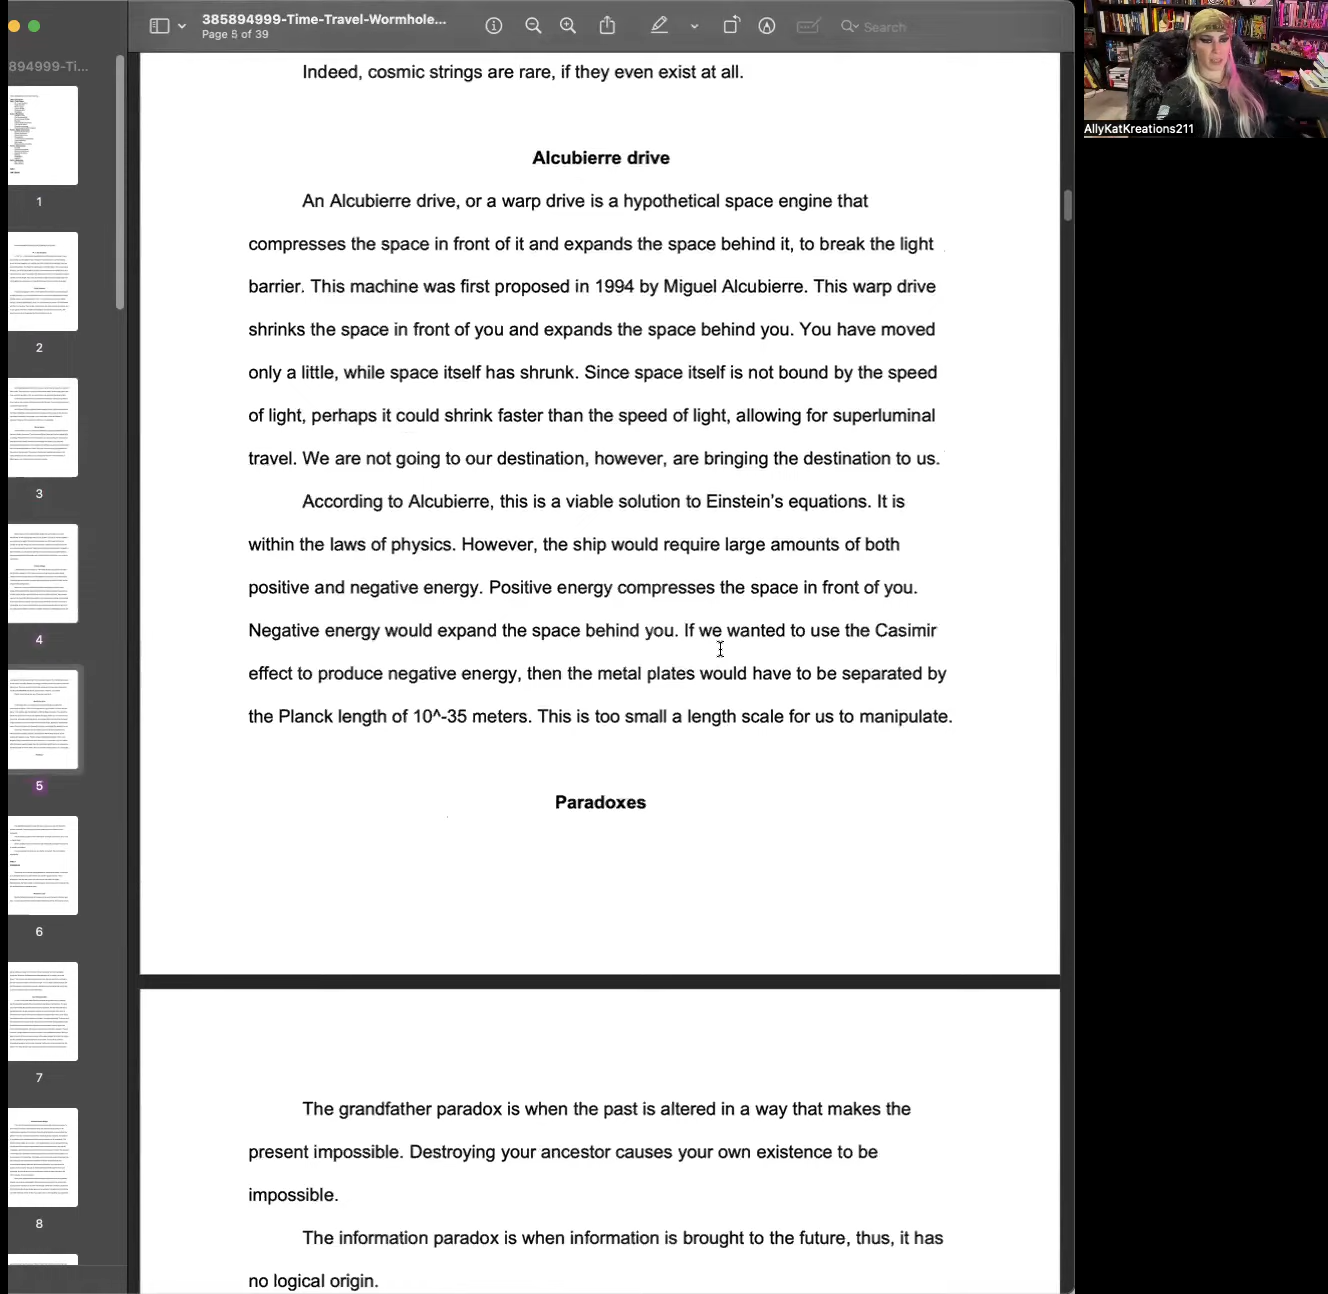 385894999-Time-Travel-Wormhole...
Page 5 of 39
Search
894999-Ti...
1
2
3
4
5
6
7
8
Indeed, cosmic strings are rare, if they even exist at all.
Alcubierre drive
An Alcubierre drive, or a warp drive is a hypothetical space engine that
compresses the space in front of it and expands the space behind it, to break the light
barrier. This machine was first proposed in 1994 by Miguel Alcubierre. This warp drive
shrinks the space in front of you and expands the space behind you. You have moved
only a little, while space itself has shrunk. Since space itself is not bound by the speed
of light, perhaps it could shrink faster than the speed of light, allowing for superluminal
travel. We are not going to our destination, however, are bringing the destination to us.
According to Alcubierre, this is a viable solution to Einstein’s equations. It is
within the laws of physics. However, the ship would require large amounts of both
positive and negative energy. Positive energy compresses the space in front of you.
Negative energy would expand the space behind you. If we wanted to use the Casimir
effect to produce negative energy, then the metal plates would have to be separated by
the Planck length of 10^-35 meters. This is too small a length scale for us to manipulate.
Paradoxes
The grandfather paradox is when the past is altered in a way that makes the
present impossible. Destroying your ancestor causes your own existence to be
impossible.
The information paradox is when information is brought to the future, thus, it has
no logical origin.
AllyKatKreations211